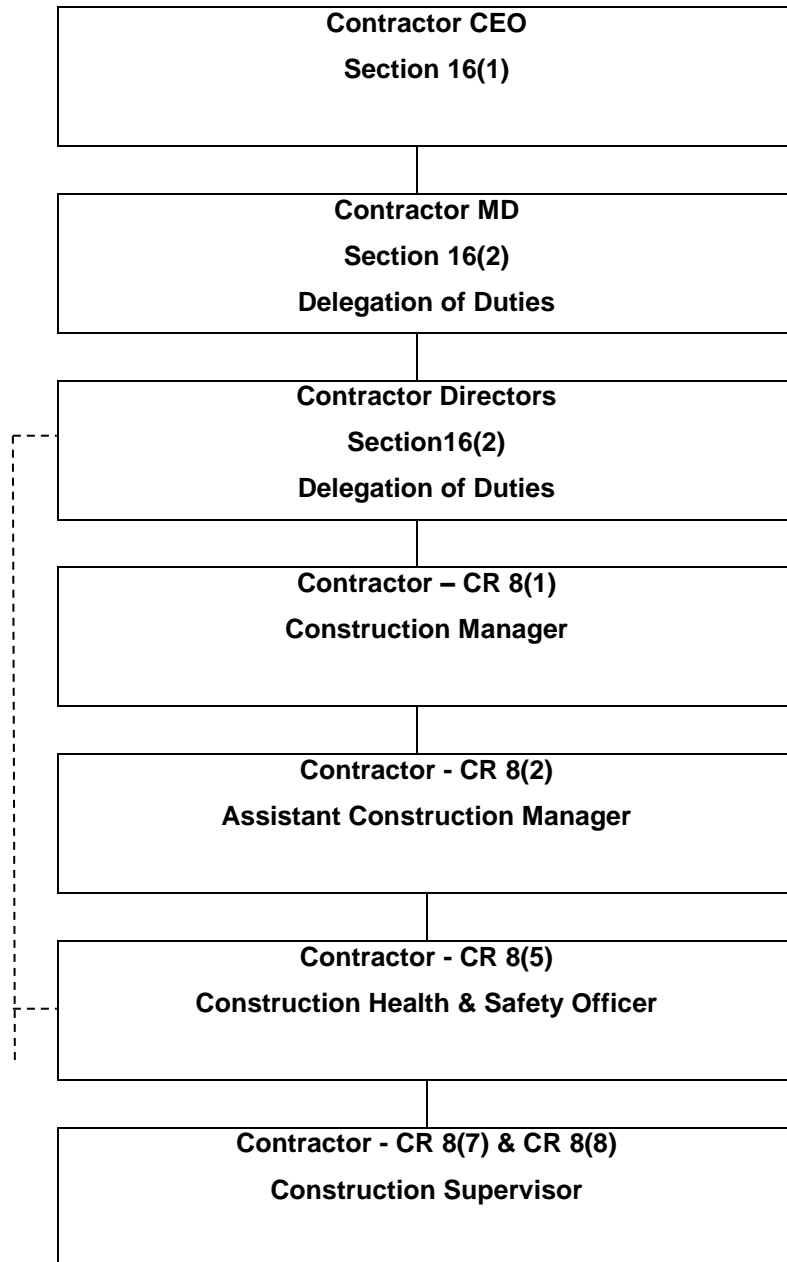 Contractor CEO
Section 16(1)
Contractor MD
Section 16(2)
Delegation of Duties
Contractor Directors
Section16(2)
Delegation of Duties
Contractor – CR 8(1)
Construction Manager
Contractor - CR 8(2)
Assistant Construction Manager
Contractor - CR 8(5)
Construction Health & Safety Officer
Contractor - CR 8(7) & CR 8(8)
Construction Supervisor